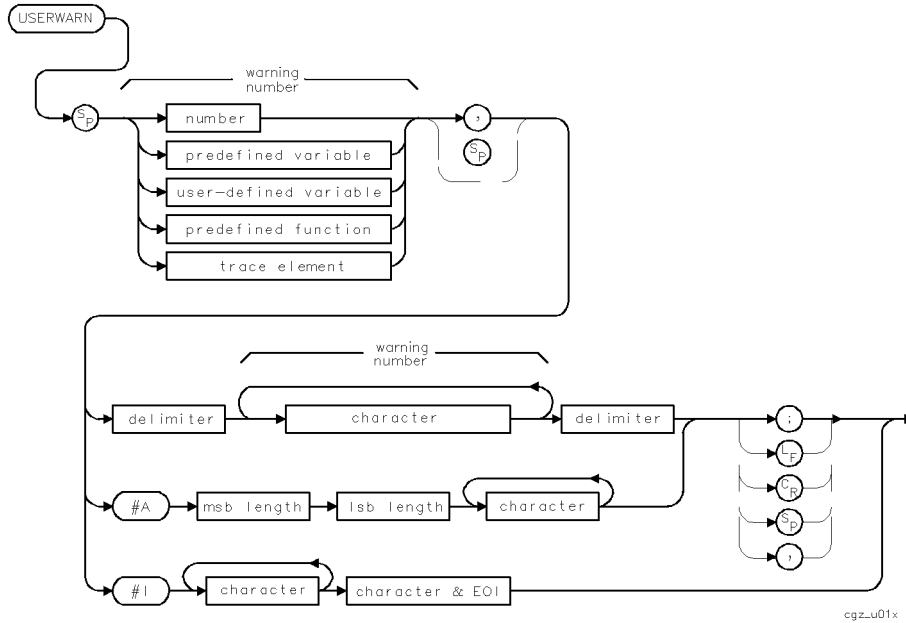 USERWARN
warning
number
SP number ,
predefined variable SP
user-defined variable
predefined function
trace element
warning
number
delimiter character delimiter ;
LF
#A msb length lsb length character CR
SP
,
#I character character & EOI
cgz_u01x